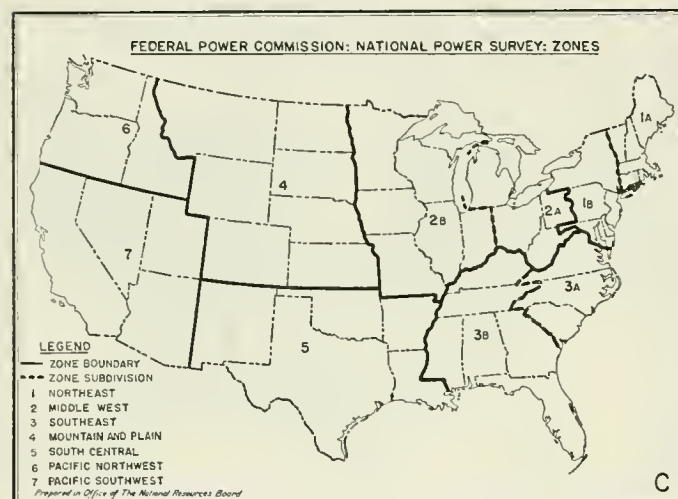 FEDERAL POWER COMMISSION: NATIONAL POWER SURVEY: ZONES
1A
6
4
2B
2A
1B
7
3A
3B
5
LEGEND
ZONE BOUNDARY
ZONE SUBDIVISION
1 NORTHEAST
2 MIDDLE WEST
3 SOUTHEAST
4 MOUNTAIN AND PLAIN
5 SOUTH CENTRAL
6 PACIFIC NORTHWEST
7 PACIFIC SOUTHWEST
Prepared in Office of The National Resources Board
C